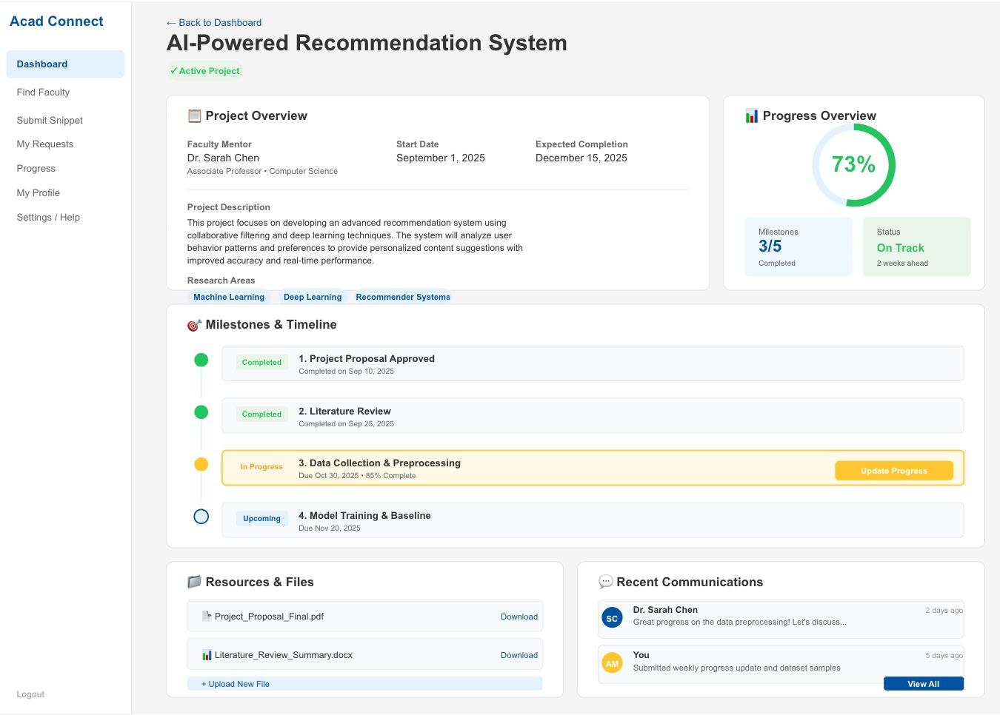 Acad Connect
Dashboard
Find Faculty
Submit Snippet
My Requests
Progress
My Profile
Settings / Help
Logout
← Back to Dashboard
AI-Powered Recommendation System
✓ Active Project
Project Overview
Faculty Mentor
Dr. Sarah Chen
Associate Professor • Computer Science
Start Date
September 1, 2025
Expected Completion
December 15, 2025
Project Description
This project focuses on developing an advanced recommendation system using
collaborative filtering and deep learning techniques. The system will analyze user
behavior patterns and preferences to provide personalized content suggestions with
improved accuracy and real-time performance.
Research Areas
Machine Learning
Deep Learning
Recommender Systems
Progress Overview
73%
Milestones
3/5
Completed
Status
On Track
2 weeks ahead
Milestones & Timeline
Completed
1. Project Proposal Approved
Completed on Sep 10, 2025
Completed
2. Literature Review
Completed on Sep 25, 2025
In Progress
3. Data Collection & Preprocessing
Due Oct 30, 2025 • 85% Complete
Update Progress
Upcoming
4. Model Training & Baseline
Due Nov 20, 2025
Resources & Files
Project_Proposal_Final.pdf
Download
Literature_Review_Summary.docx
Download
+ Upload New File
Recent Communications
SC
Dr. Sarah Chen
2 days ago
Great progress on the data preprocessing! Let's discuss...
AM
You
5 days ago
Submitted weekly progress update and dataset samples
View All